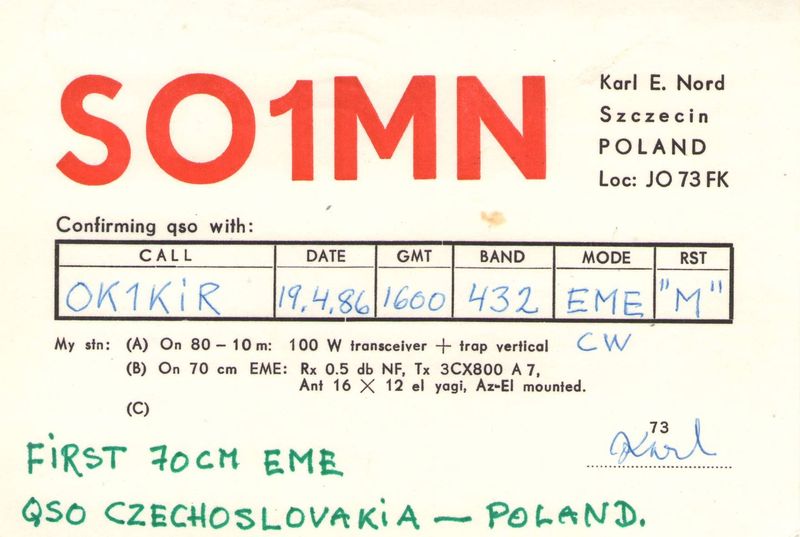 SO1MN
Karl E. Nord
Szczecin
POLAND
Loc: JO 73 FK
Confirming qso with:
CALL DATE GMT BAND MODE RST
OK1KiR 19.4.86 1600 432 EME "M"
My stn: (A) On 80 – 10 m: 100 W transceiver + trap vertical CW
(B) On 70 cm EME: Rx 0.5 db NF, Tx 3CX800 A 7,
Ant 16 × 12 el yagi, Az-El mounted.
(C)
73
Karl
FiRST 70CM EME
QSO CZECHOSLOVAKiA — POLAND.